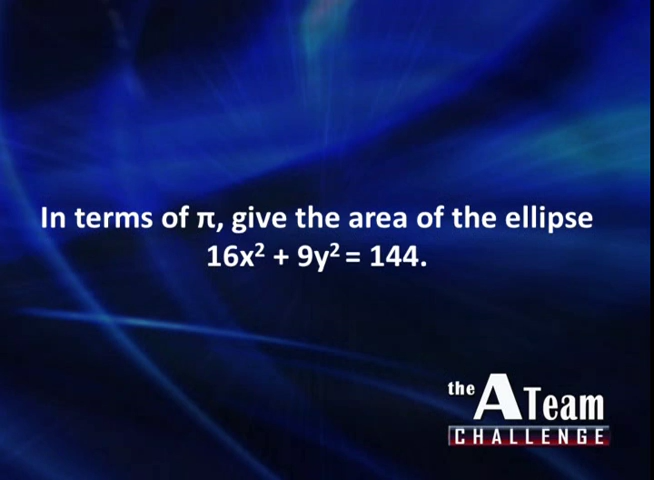 In terms of π, give the area of the ellipse
16x² + 9y² = 144.
the A Team
CHALLENGE